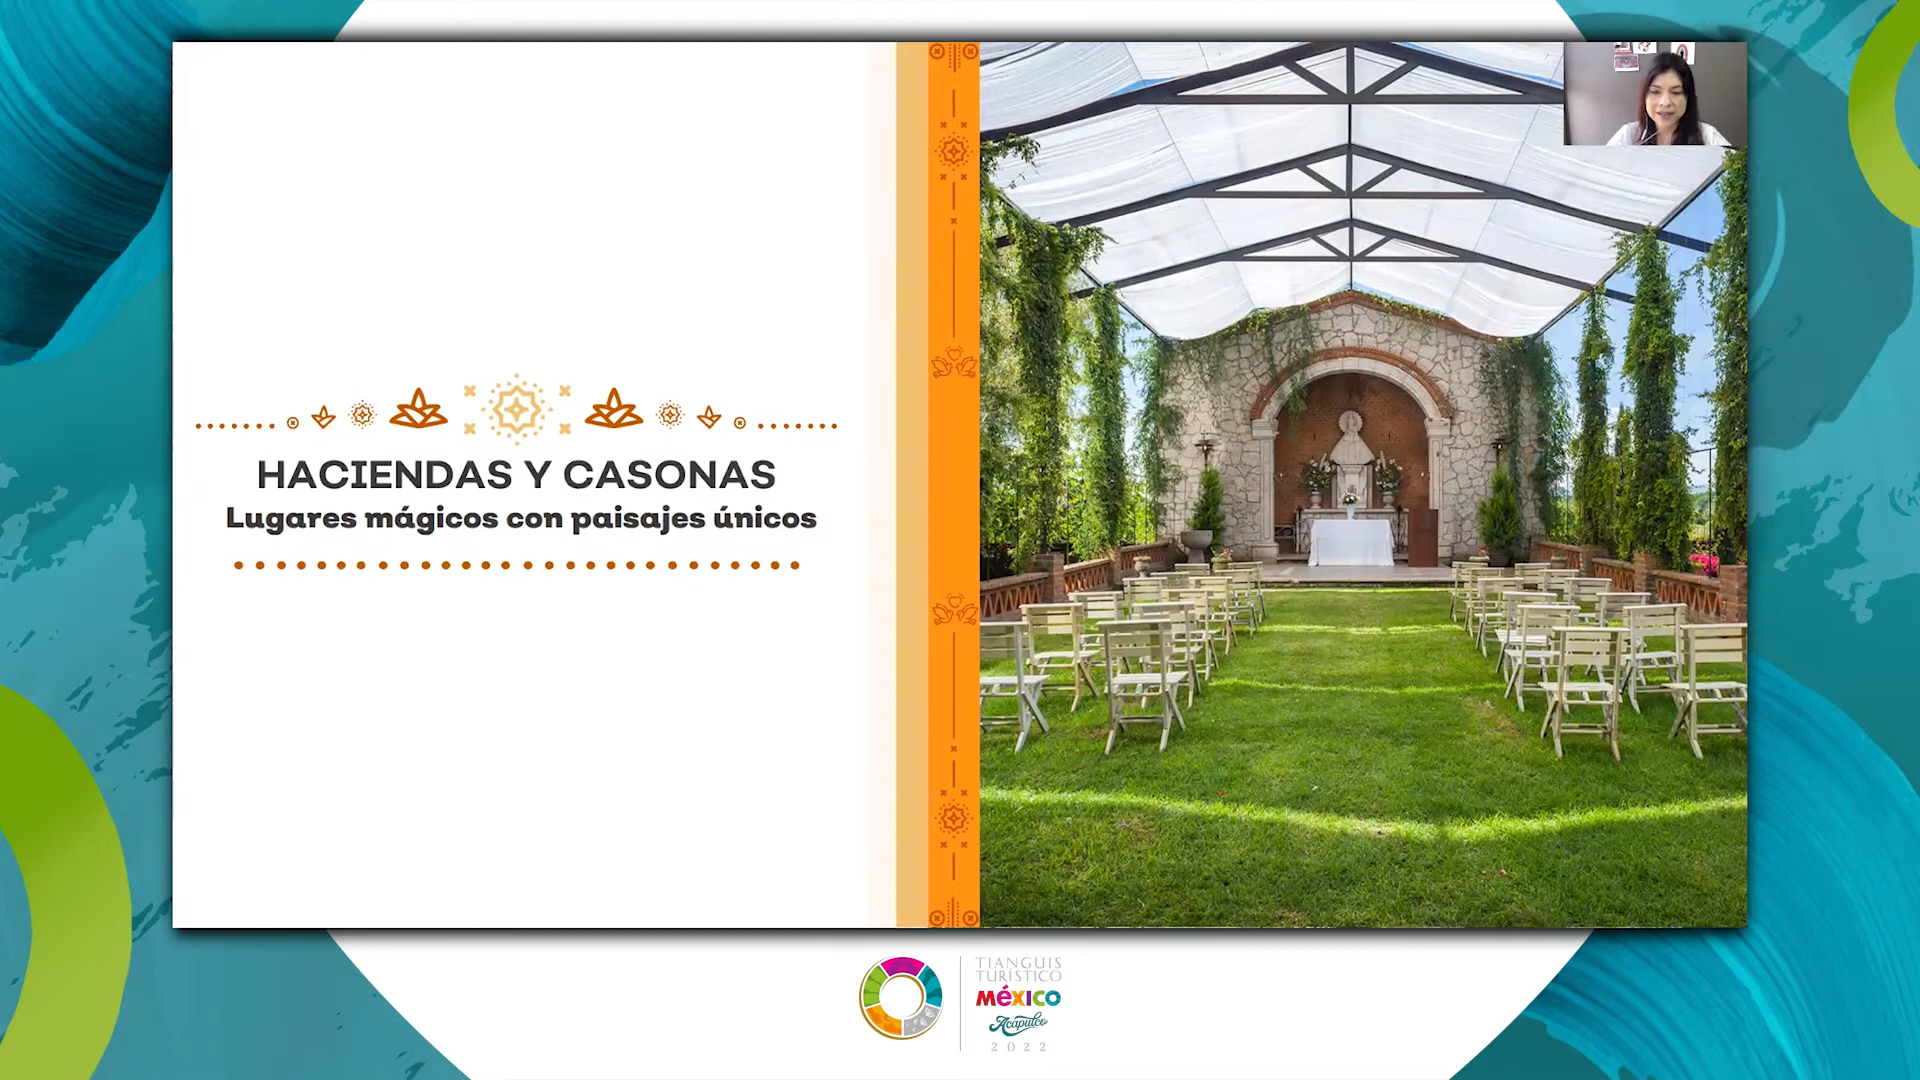 HACIENDAS Y CASONAS
Lugares mágicos con paisajes únicos
TIANGUIS
TURÍSTICO
MéXICO
Acapulco
2022